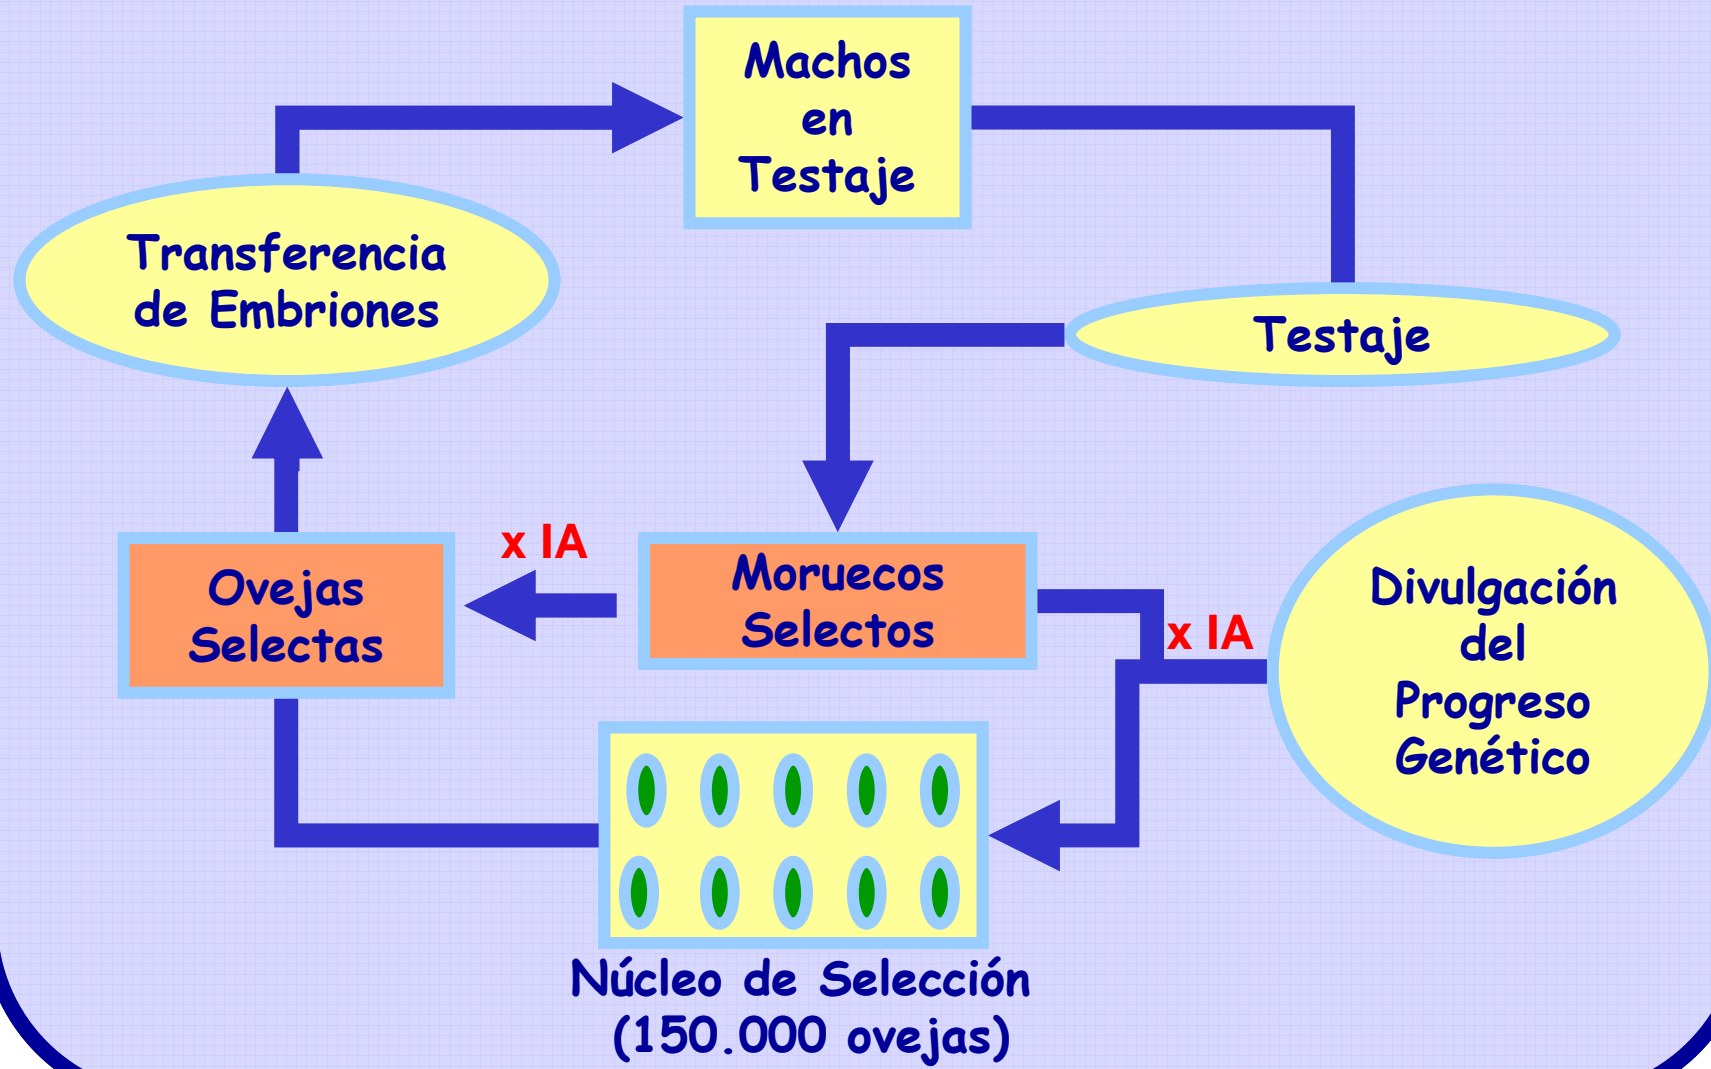 Machos
en
Testaje
Transferencia
de Embriones
Testaje
x IA
Ovejas
Selectas
Moruecos
Selectos
x IA
Divulgación
del
Progreso
Genético
Núcleo de Selección
(150.000 ovejas)